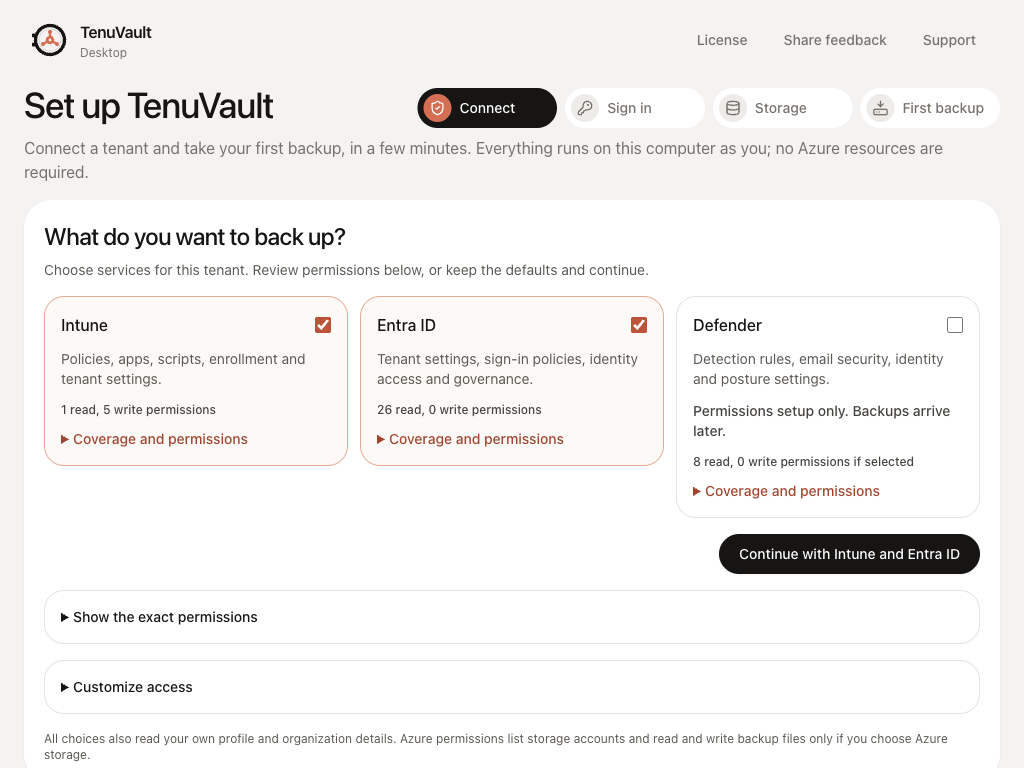 TenuVault
Desktop
License
Share feedback
Support
Set up TenuVault
Connect
Sign in
Storage
First backup
Connect a tenant and take your first backup, in a few minutes. Everything runs on this computer as you; no Azure resources are
required.
What do you want to back up?
Choose services for this tenant. Review permissions below, or keep the defaults and continue.
Intune
Policies, apps, scripts, enrollment and
tenant settings.
1 read, 5 write permissions
Coverage and permissions
Entra ID
Tenant settings, sign-in policies, identity
access and governance.
26 read, 0 write permissions
Coverage and permissions
Defender
Detection rules, email security, identity
and posture settings.
Permissions setup only. Backups arrive
later.
8 read, 0 write permissions if selected
Coverage and permissions
Continue with Intune and Entra ID
Show the exact permissions
Customize access
All choices also read your own profile and organization details. Azure permissions list storage accounts and read and write backup files only if you choose Azure
storage.